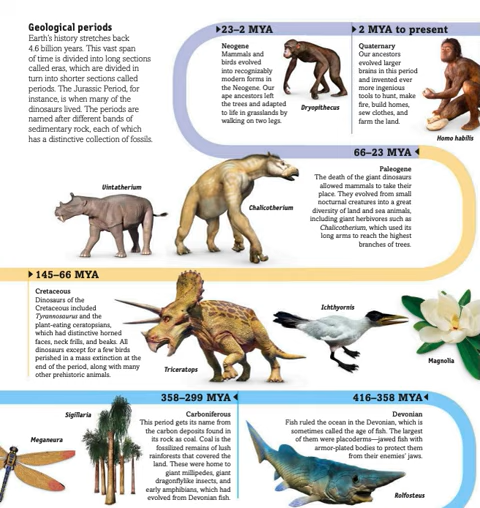 Geological periods
Earth's history stretches back
4.6 billion years. This vast span
of time is divided into long sections
called eras, which are divided in
turn into shorter sections called
periods. The Jurassic Period, for
instance, is when many of the
dinosaurs lived. The periods are
named after different bands of
sedimentary rock, each of which
has a distinctive collection of fossils.
23–2 MYA
Neogene
Mammals and
birds evolved
into recognizably
modern forms in
the Neogene. Our
ape ancestors left
the trees and adapted
to life in grasslands by
walking on two legs.
Dryopithecus
2 MYA to present
Quaternary
Our ancestors
evolved larger
brains in this period
and invented ever
more ingenious
tools to hunt, make
fire, build homes,
sew clothes, and
farm the land.
Homo habilis
66–23 MYA
Paleogene
The death of the giant dinosaurs
allowed mammals to take their
place. They evolved from small
nocturnal creatures into a great
diversity of land and sea animals,
including giant herbivores such as
Chalicotherium, which used its
long arms to reach the highest
branches of trees.
Uintatherium
Chalicotherium
145–66 MYA
Cretaceous
Dinosaurs of the
Cretaceous included
Tyrannosaurus and the
plant-eating ceratopsians,
which had distinctive horned
faces, neck frills, and beaks. All
dinosaurs except for a few birds
perished in a mass extinction at the
end of the period, along with many
other prehistoric animals.
Triceratops
Ichthyornis
Magnolia
358–299 MYA
Carboniferous
This period gets its name from
the carbon deposits found in
its rock as coal. Coal is the
fossilized remains of lush
rainforests that covered the
land. These were home to
giant millipedes, giant
dragonflylike insects, and
early amphibians, which had
evolved from Devonian fish.
Sigillaria
Meganeura
416–358 MYA
Devonian
Fish ruled the ocean in the Devonian, which is
sometimes called the age of fish. The largest
of them were placoderms—jawed fish with
armor-plated bodies to protect them
from their enemies' jaws.
Rolfosteus